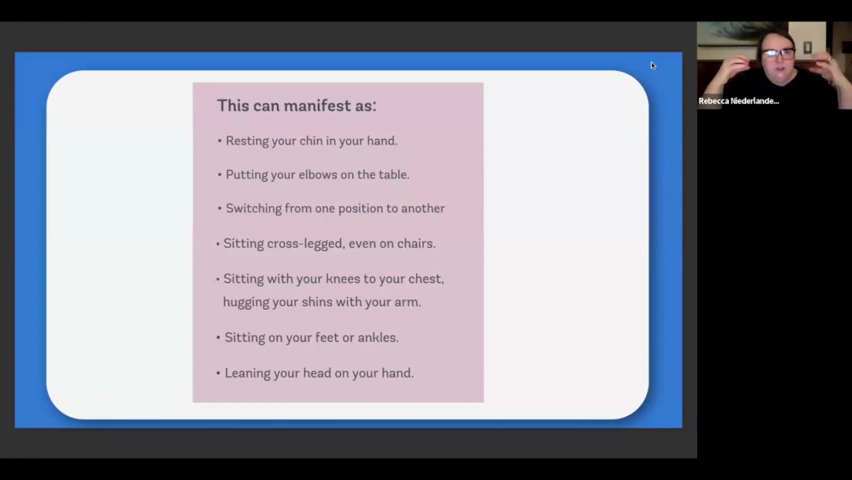 This can manifest as:
• Resting your chin in your hand.
• Putting your elbows on the table.
• Switching from one position to another
• Sitting cross-legged, even on chairs.
• Sitting with your knees to your chest,
hugging your shins with your arm.
• Sitting on your feet or ankles.
• Leaning your head on your hand.
Rebecca Niederlande...